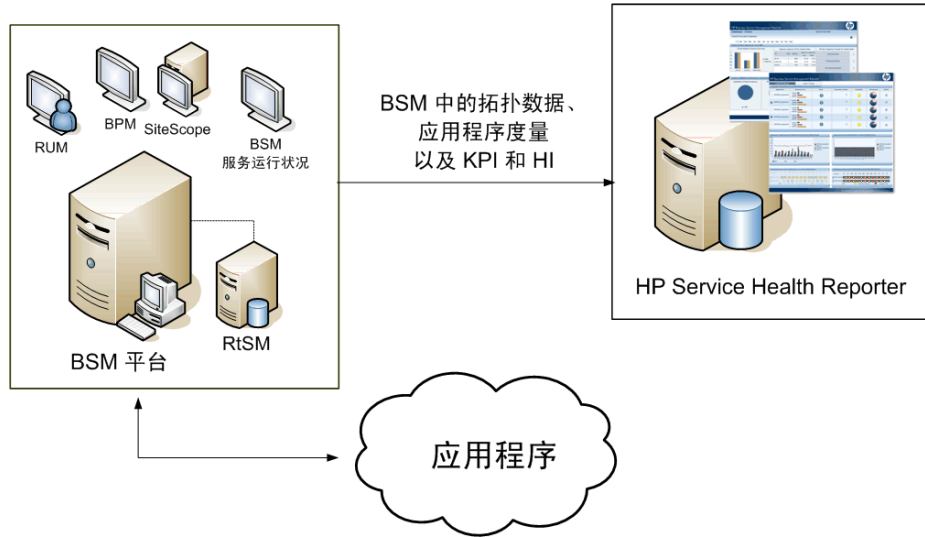 RUM
BPM
SiteScope
BSM
服务运行状况
BSM 平台
RtSM
BSM 中的拓扑数据、
应用程序度量
以及 KPI 和 HI
HP Service Health Reporter
应用程序